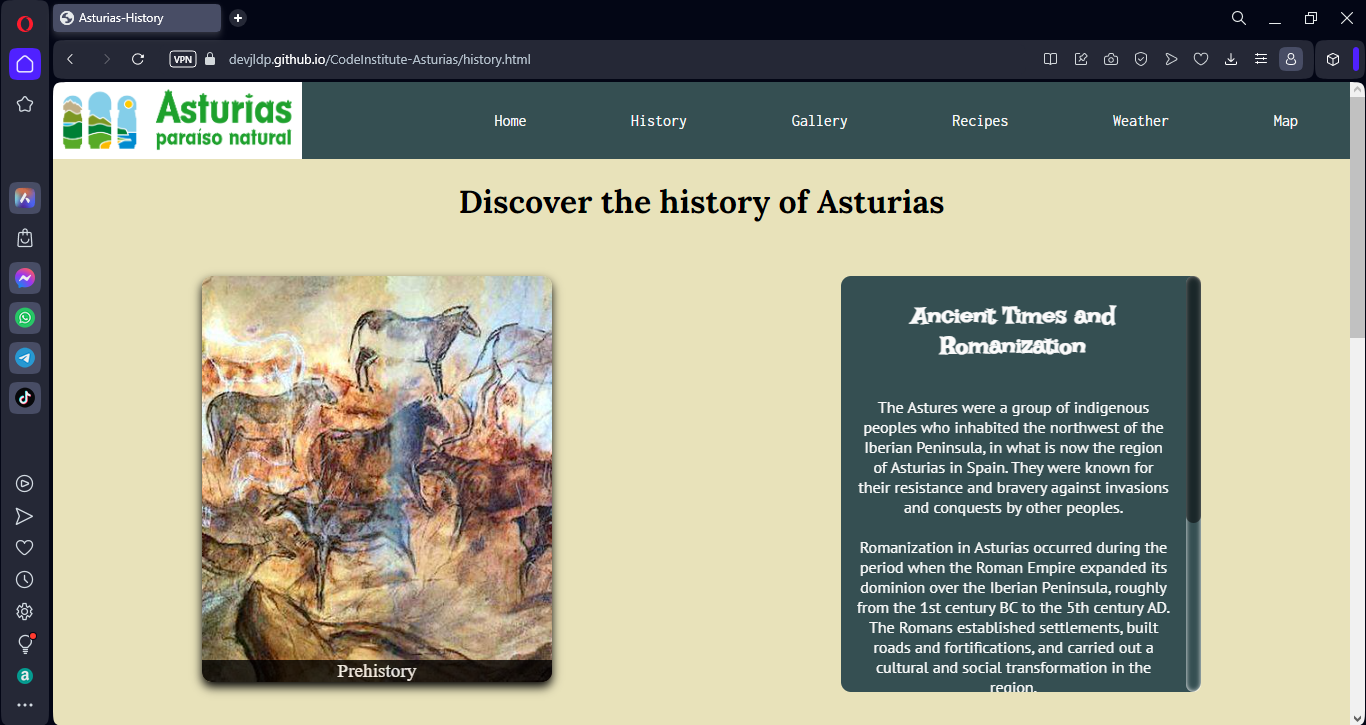 Asturias-History
VPN
devjldp.github.io/CodeInstitute-Asturias/history.html
Asturias
paraíso natural
Home
History
Gallery
Recipes
Weather
Map
Discover the history of Asturias
Prehistory
Ancient Times and
Romanization
The Astures were a group of indigenous
peoples who inhabited the northwest of the
Iberian Peninsula, in what is now the region
of Asturias in Spain. They were known for
their resistance and bravery against invasions
and conquests by other peoples.
Romanization in Asturias occurred during the
period when the Roman Empire expanded its
dominion over the Iberian Peninsula, roughly
from the 1st century BC to the 5th century AD.
The Romans established settlements, built
roads and fortifications, and carried out a
cultural and social transformation in the
region.